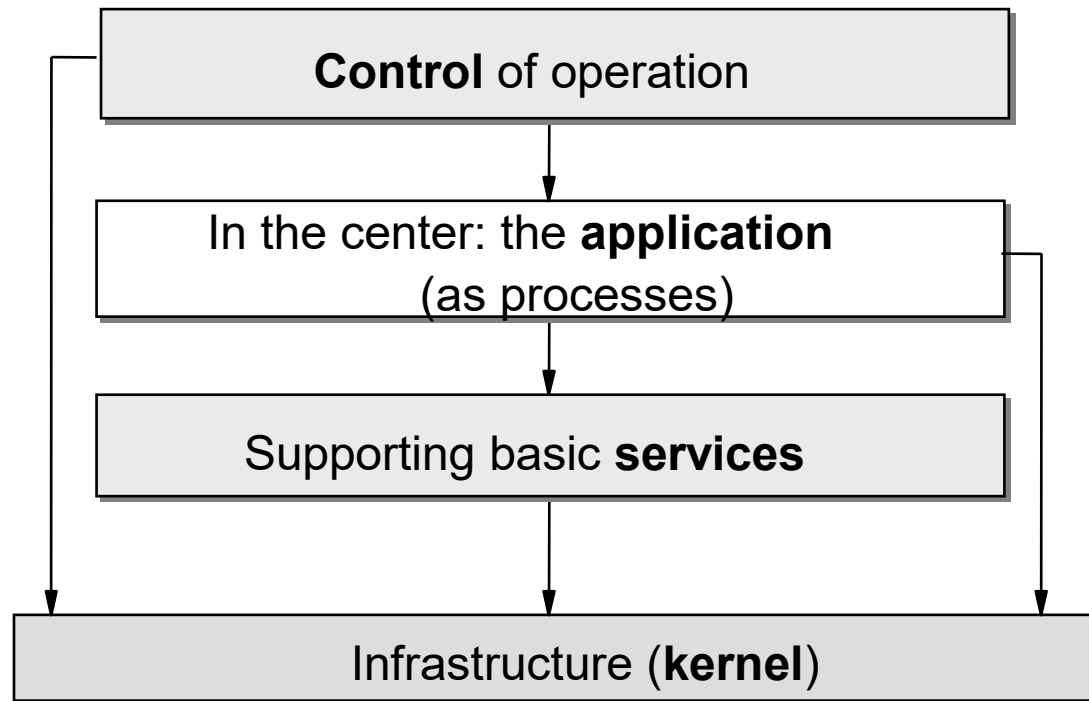 Control of operation
In the center: the application
(as processes)
Supporting basic services
Infrastructure (kernel)